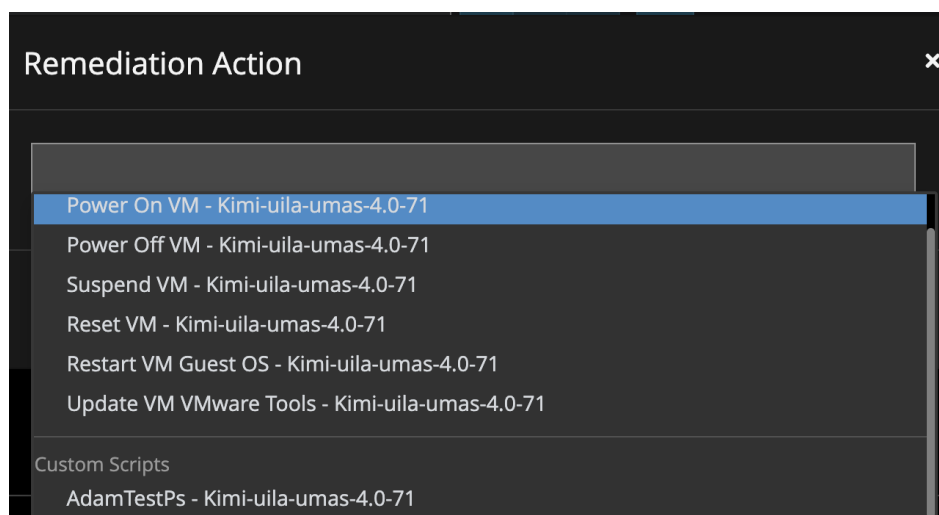 Remediation Action
×
Power On VM - Kimi-uila-umas-4.0-71
Power Off VM - Kimi-uila-umas-4.0-71
Suspend VM - Kimi-uila-umas-4.0-71
Reset VM - Kimi-uila-umas-4.0-71
Restart VM Guest OS - Kimi-uila-umas-4.0-71
Update VM VMware Tools - Kimi-uila-umas-4.0-71
Custom Scripts
AdamTestPs - Kimi-uila-umas-4.0-71